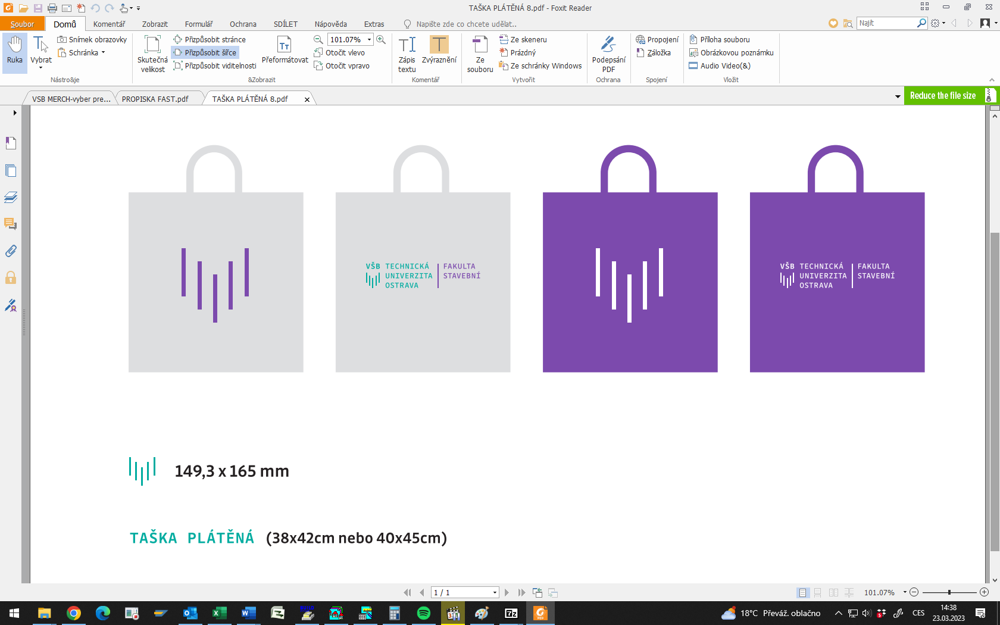 TAŠKA PLÁTĚNÁ 8.pdf - Foxit Reader
Soubor Domů Komentář Zobrazit Formulář Ochrana SDÍLET Nápověda Extras Napište zde co chcete udělat.. Najít
Ruka
Vybrat
Snímek obrazovky
Schránka
Nástro&je
Skutečná velikost
Přizpůsobit stránce
Přizpůsobit šířce
Přizpůsobit viditelnosti
Přeformátovat
101.07%
Otočit vlevo
Otočit vpravo
&Zobrazit
Zápis textu
Zvýraznění
Komentář
Ze souboru
Ze skeneru
Prázdný
Ze schránky Windows
Vytvořit
Podepsání PDF
Ochrana
Propojení
Záložka
Spojení
Příloha souboru
Obrázkovou poznámku
Audio Video(&)
Vložit
VSB MERCH-vyber pre... PROPISKA FAST.pdf TAŠKA PLÁTĚNÁ 8.pdf
Reduce the file size
VŠB TECHNICKÁ
UNIVERZITA
OSTRAVA
FAKULTA
STAVEBNÍ
VŠB TECHNICKÁ
UNIVERZITA
OSTRAVA
FAKULTA
STAVEBNÍ
149,3 x 165 mm
TAŠKA PLÁTĚNÁ (38x42cm nebo 40x45cm)
1 / 1
101.07%
18°C Převáž. oblačno
CES
14:38
23.03.2023